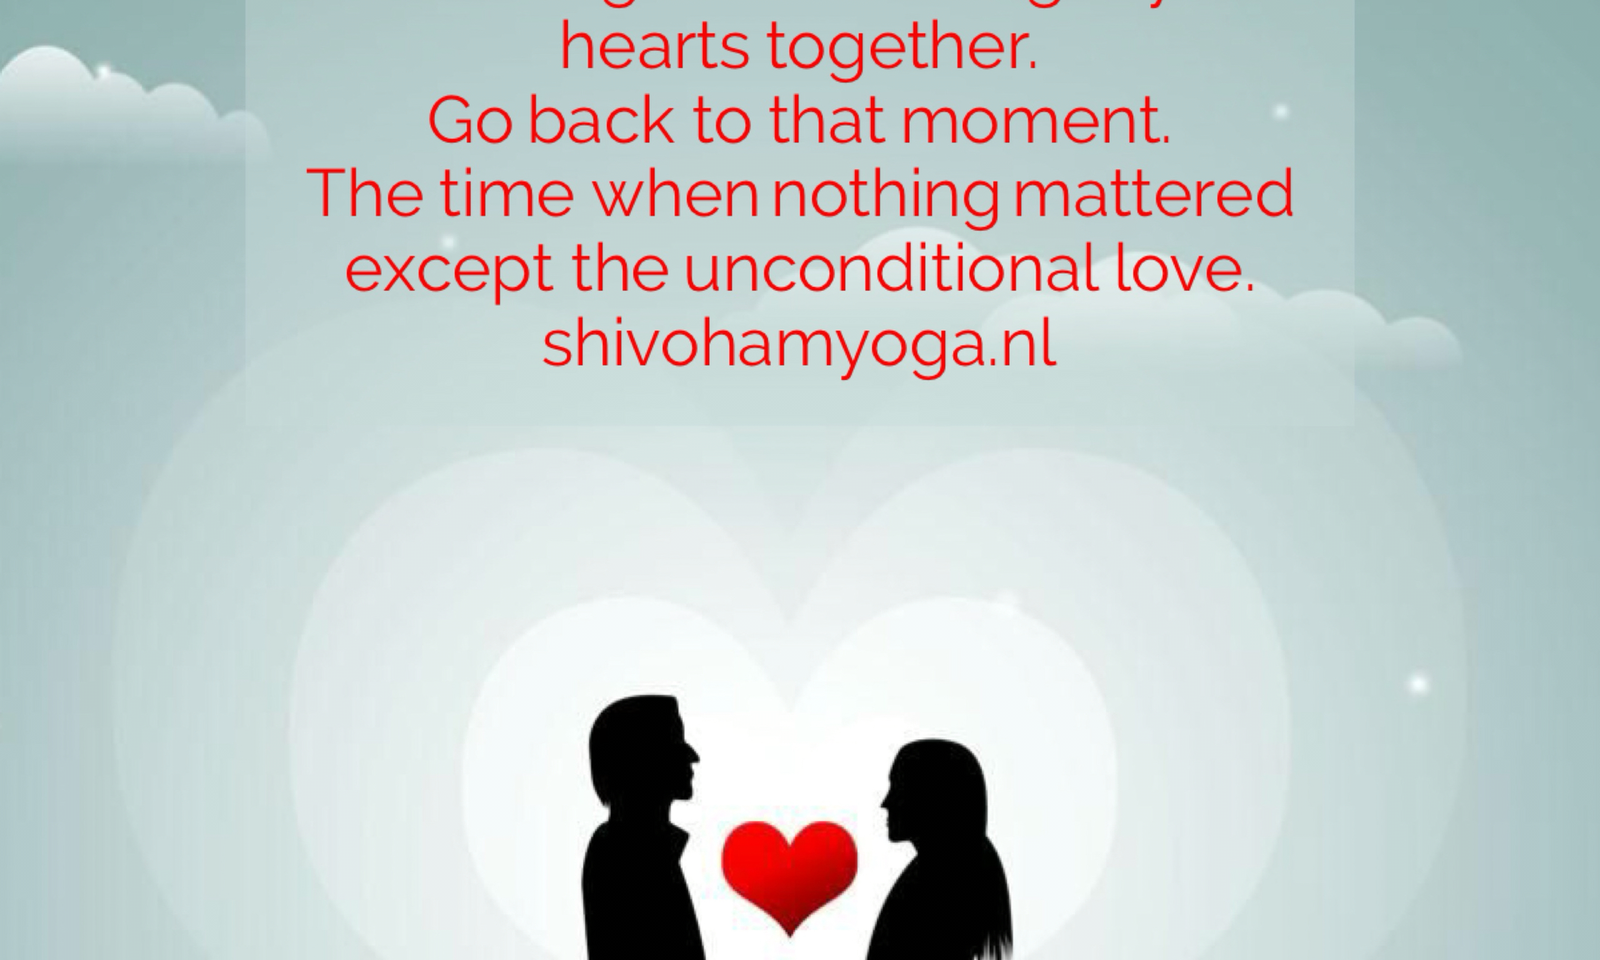 hearts together.
Go back to that moment.
The time when nothing mattered
except the unconditional love.
shivohamyoga.nl